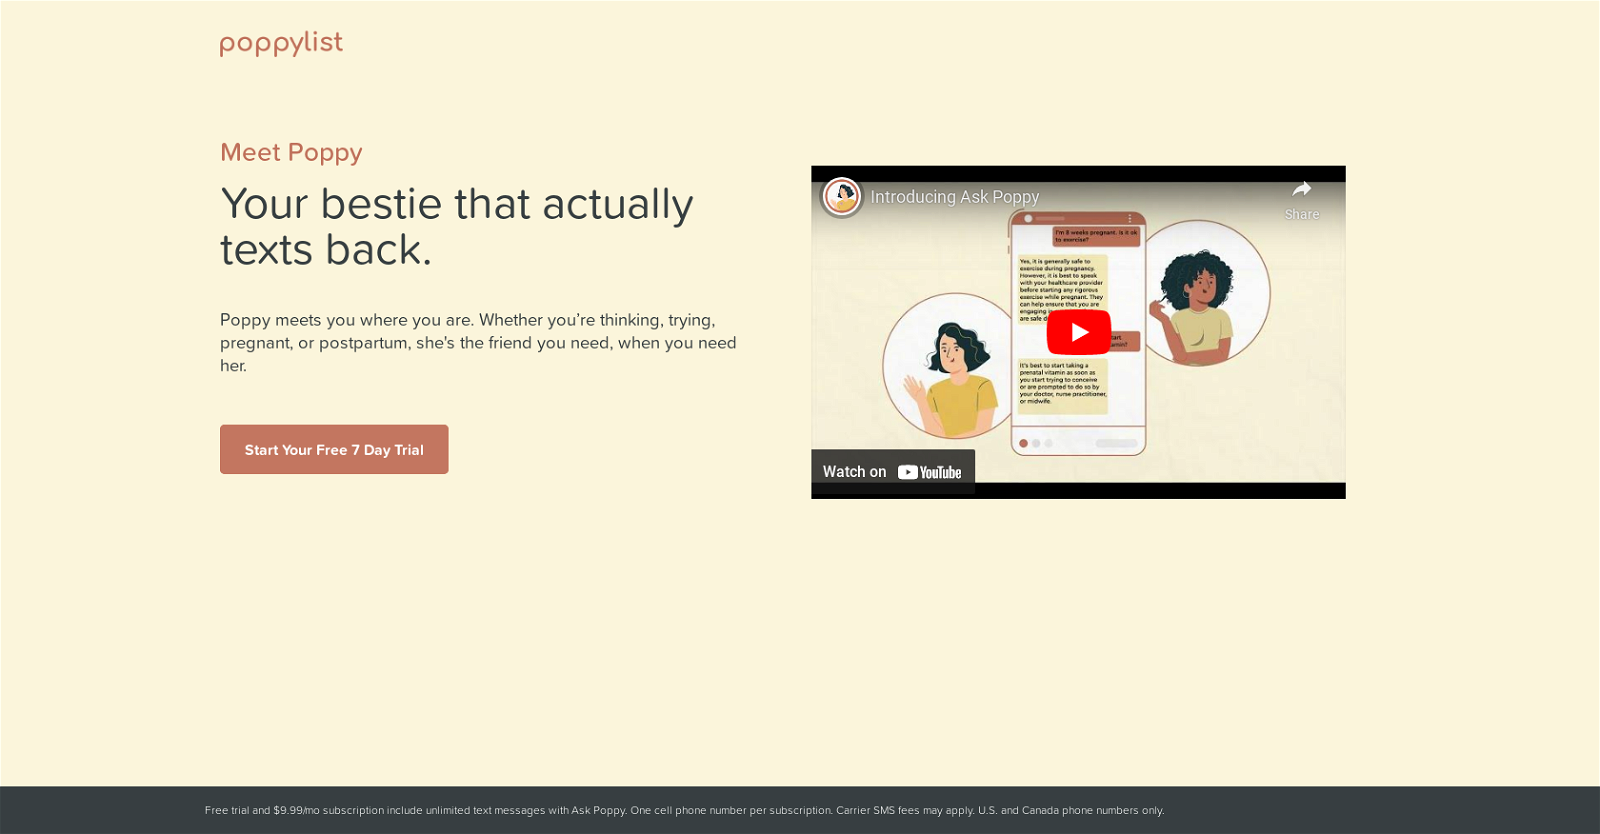 poppylist
Meet Poppy
Your bestie that actually
texts back.
Poppy meets you where you are. Whether you’re thinking, trying,
pregnant, or postpartum, she's the friend you need, when you need
her.
Start Your Free 7 Day Trial
Introducing Ask Poppy
Share
I'm 8 weeks pregnant. Is it ok
to exercise?
Yes, it is generally safe to
exercise during pregnancy.
However, it is best to speak
with your healthcare provider
before starting any rigorous
exercise while pregnant. They
can help ensure that you are
engaging
are safe
It's best to start taking a
prenatal vitamin as soon as
you start trying to conceive
or are prompted to do so by
your doctor, nurse practitioner,
or midwife.
Watch on YouTube
Free trial and $9.99/mo subscription include unlimited text messages with Ask Poppy. One cell phone number per subscription. Carrier SMS fees may apply. U.S. and Canada phone numbers only.